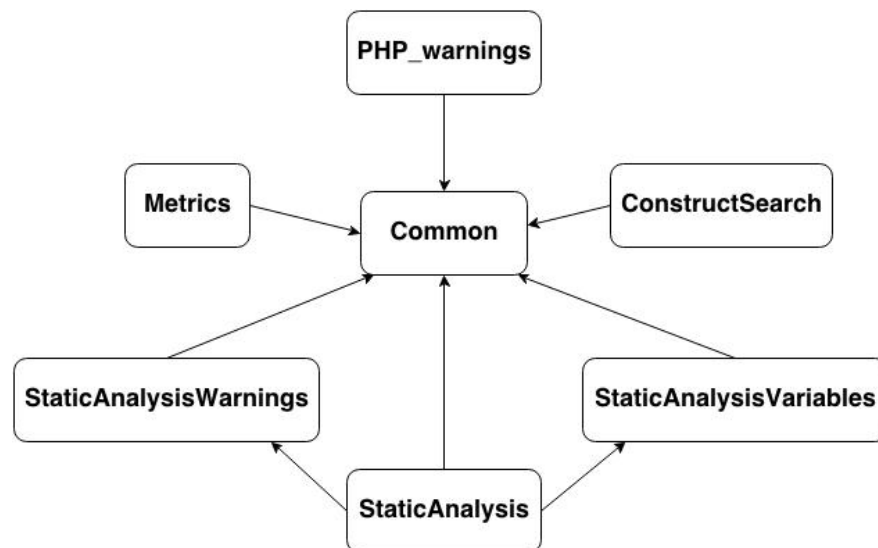 PHP_warnings
Metrics
ConstructSearch
Common
StaticAnalysisWarnings
StaticAnalysisVariables
StaticAnalysis